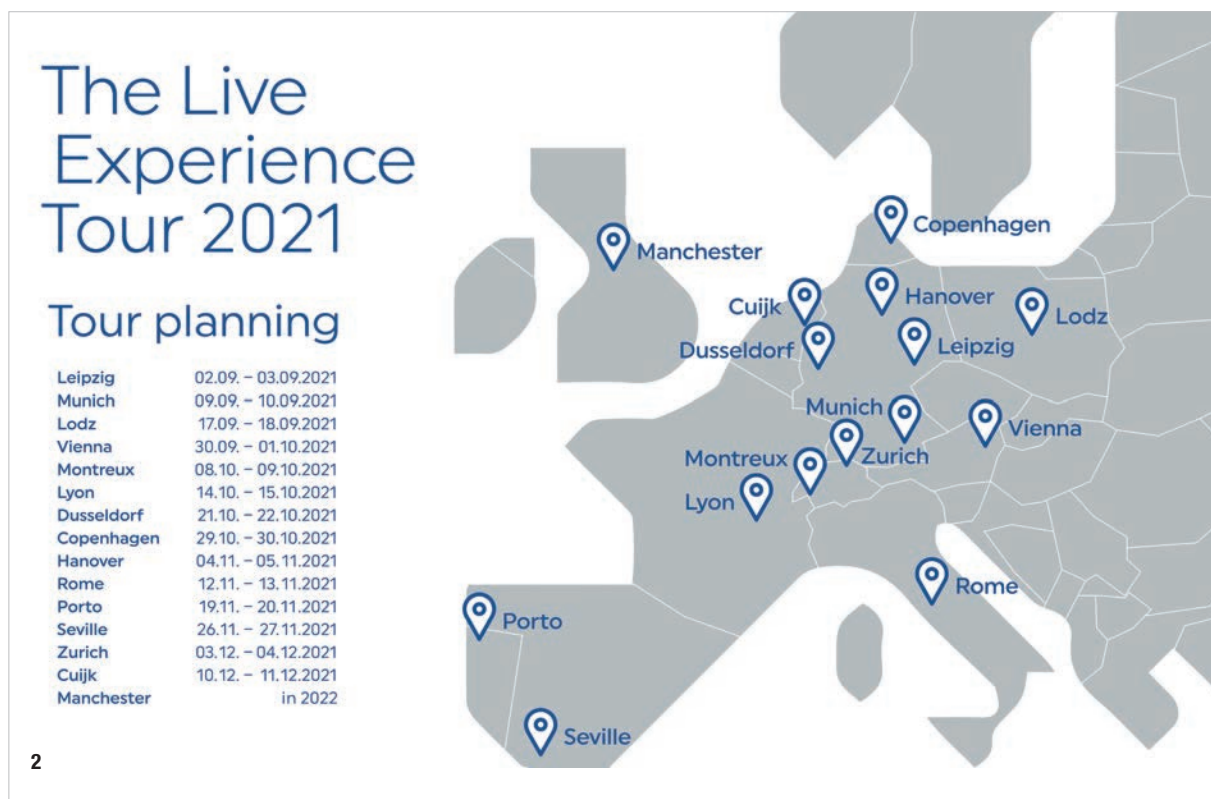 The Live
Experience
Tour 2021
Tour planning
Leipzig 02.09. – 03.09.2021
Munich 09.09. – 10.09.2021
Lodz 17.09. – 18.09.2021
Vienna 30.09. – 01.10.2021
Montreux 08.10. – 09.10.2021
Lyon 14.10. – 15.10.2021
Dusseldorf 21.10. – 22.10.2021
Copenhagen 29.10. – 30.10.2021
Hanover 04.11. – 05.11.2021
Rome 12.11. – 13.11.2021
Porto 19.11. – 20.11.2021
Seville 26.11. – 27.11.2021
Zurich 03.12. – 04.12.2021
Cuijk 10.12. – 11.12.2021
Manchester in 2022
Copenhagen
Manchester
Hanover
Cuijk
Lodz
Dusseldorf
Leipzig
Munich
Vienna
Zurich
Montreux
Lyon
Rome
Porto
Seville
2